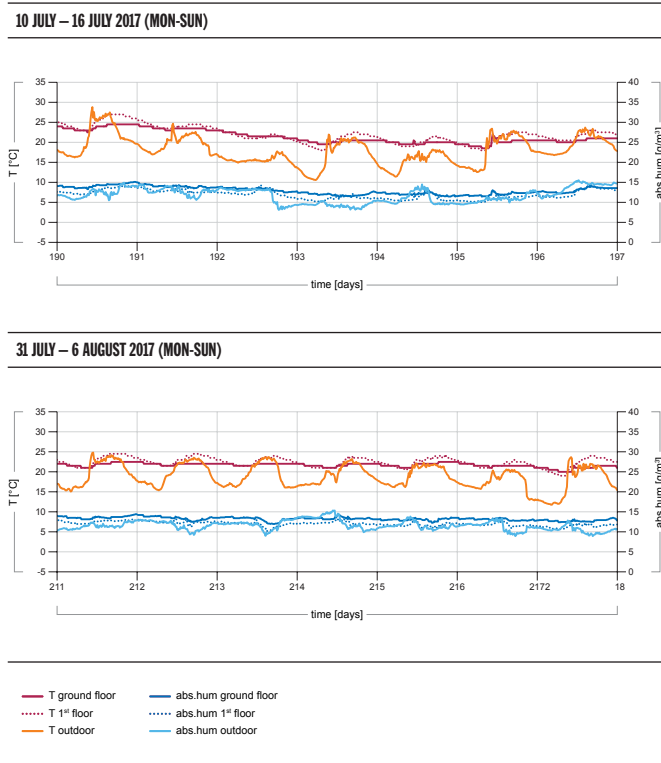 10 JULY – 16 JULY 2017 (MON-SUN)
35
30
25
20
15
10
5
0
-5
T [°C]
40
35
30
25
20
15
10
5
0
abs.hum [g/m³]
190 191 192 193 194 195 196 197
time [days]
31 JULY – 6 AUGUST 2017 (MON-SUN)
35
30
25
20
15
10
5
0
-5
T [°C]
40
35
30
25
20
15
10
5
0
abs.hum [g/m³]
211 212 213 214 215 216 2172 18
time [days]
T ground floor abs.hum ground floor
T 1st floor abs.hum 1st floor
T outdoor abs.hum outdoor